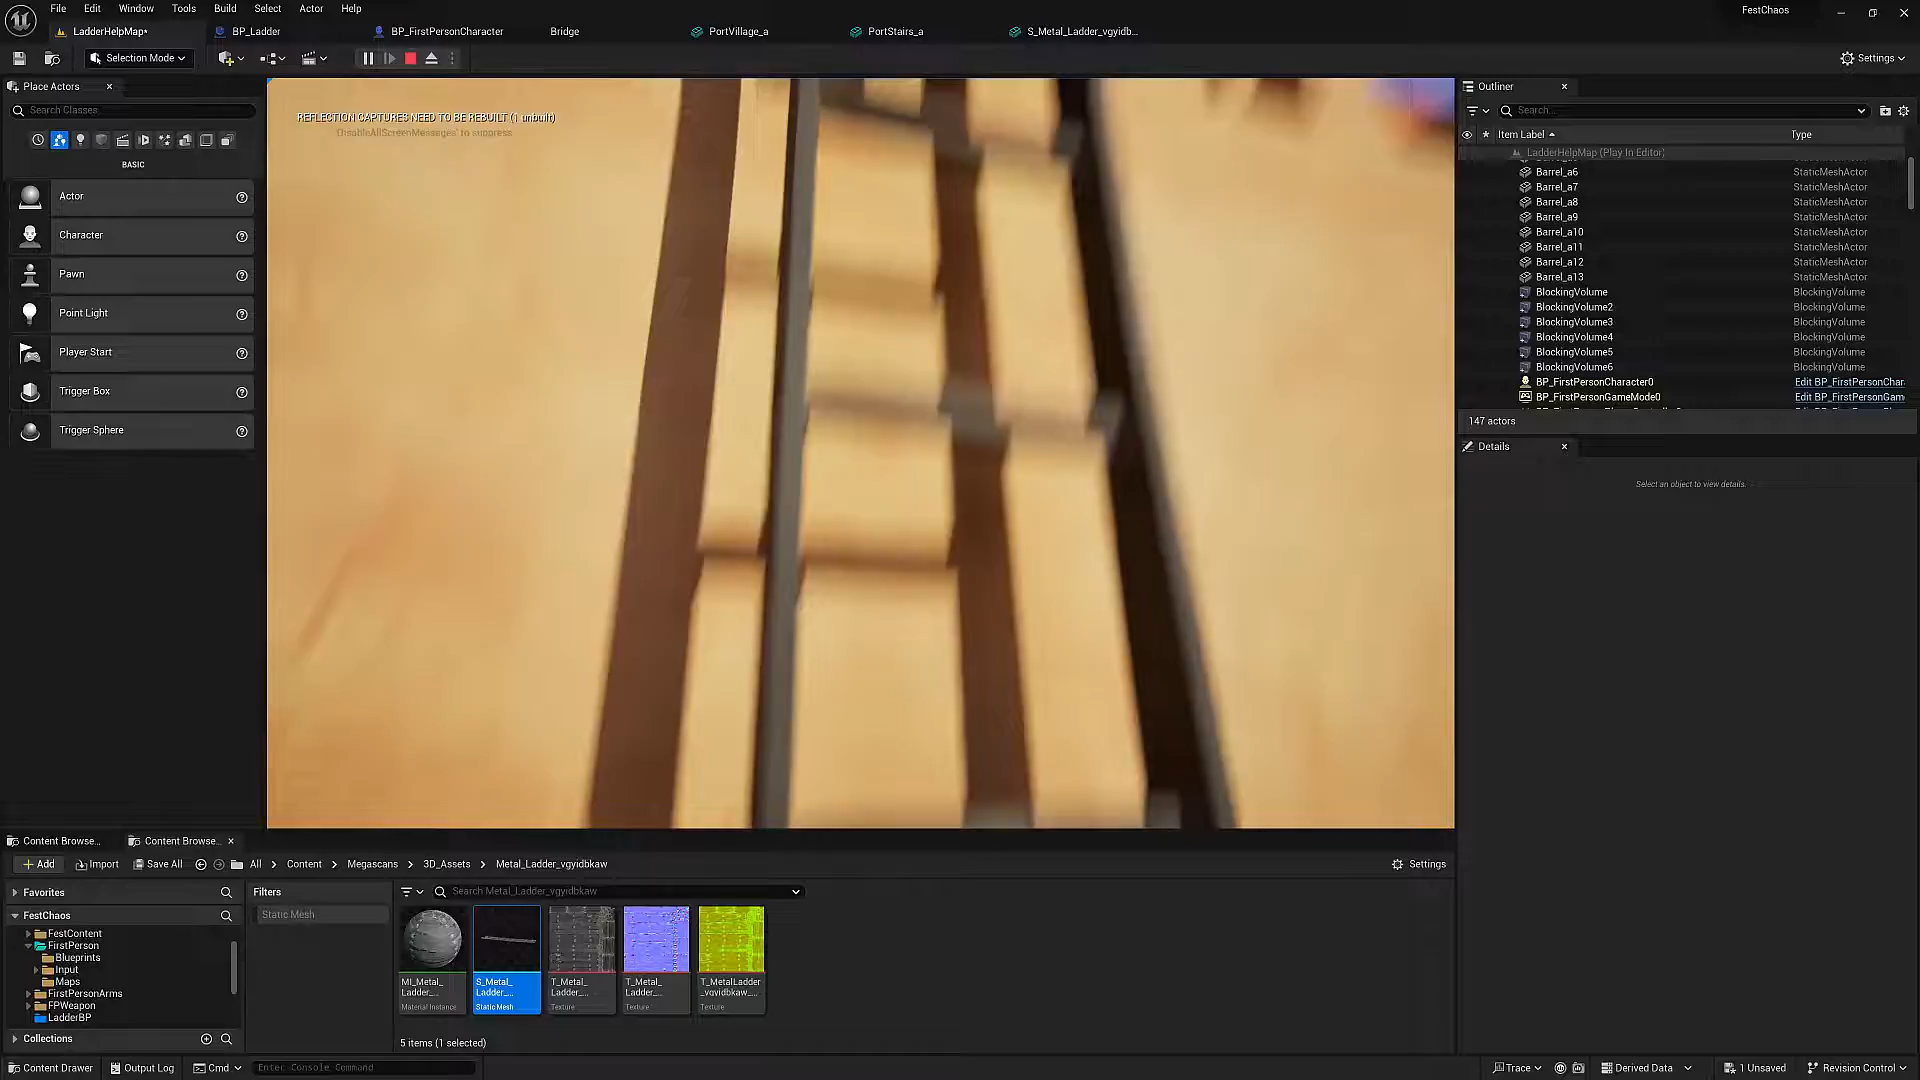 File Edit Window Tools Build Select Actor Help
FestChaos
LadderHelpMap*
BP_Ladder
BP_FirstPersonCharacter
Bridge
PortVillage_a
PortStairs_a
S_Metal_Ladder_vgyidb...
Selection Mode
Settings
Place Actors
Search Classes
BASIC
Actor
Character
Pawn
Point Light
Player Start
Trigger Box
Trigger Sphere
REFLECTION CAPTURES NEED TO BE REBUILT (1 unbuilt)
'DisableAllScreenMessages' to suppress
Outliner
Search...
Item Label
Type
LadderHelpMap (Play In Editor)
Barrel_a6 StaticMeshActor
Barrel_a7 StaticMeshActor
Barrel_a8 StaticMeshActor
Barrel_a9 StaticMeshActor
Barrel_a10 StaticMeshActor
Barrel_a11 StaticMeshActor
Barrel_a12 StaticMeshActor
Barrel_a13 StaticMeshActor
BlockingVolume BlockingVolume
BlockingVolume2 BlockingVolume
BlockingVolume3 BlockingVolume
BlockingVolume4 BlockingVolume
BlockingVolume5 BlockingVolume
BlockingVolume6 BlockingVolume
BP_FirstPersonCharacter0 Edit BP_FirstPersonChar
BP_FirstPersonGameMode0 Edit BP_FirstPersonGam
147 actors
Details
Select an object to view details.
Content Browse...
Content Browse...
Add Import Save All All Content Megascans 3D_Assets Metal_Ladder_vgyidbkaw
Settings
Favorites
FestChaos
FestContent
FirstPerson
Blueprints
Input
Maps
FirstPersonArms
FPWeapon
LadderBP
Collections
Filters
Static Mesh
Search Metal_Ladder_vgyidbkaw
MI_Metal_
Ladder_...
Material Instance
S_Metal_
Ladder_...
Static Mesh
T_Metal_
Ladder_...
Texture
T_Metal_
Ladder_...
Texture
T_MetalLadder
_vgyidbkaw_...
Texture
5 items (1 selected)
Content Drawer Output Log Cmd Enter Console Command
Trace Derived Data 1 Unsaved Revision Control